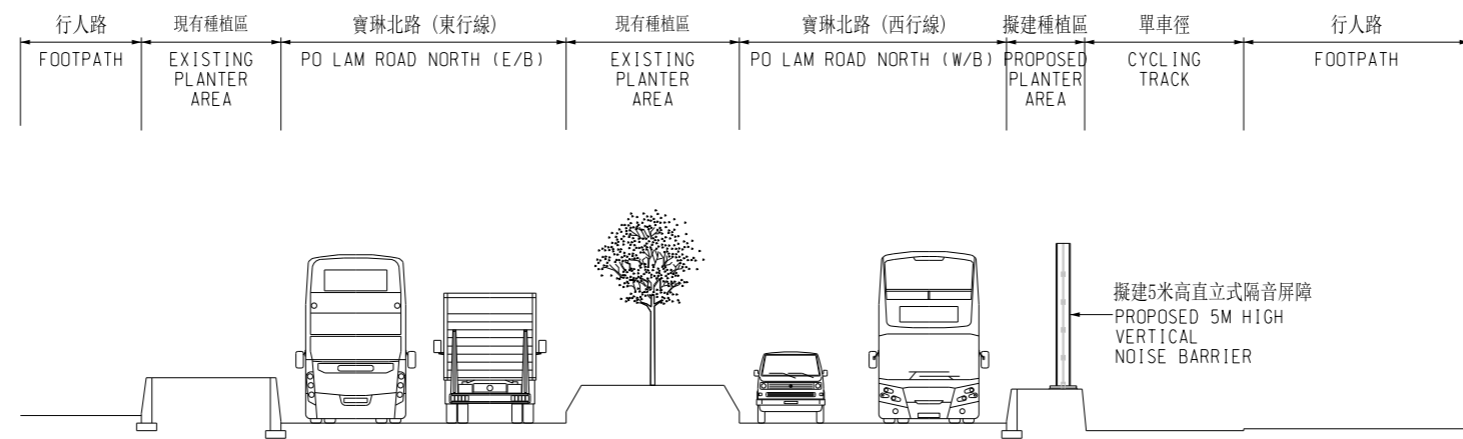 行人路
FOOTPATH
現有種植區
EXISTING
PLANTER
AREA
寶琳北路 (東行線)
PO LAM ROAD NORTH (E/B)
現有種植區
EXISTING
PLANTER
AREA
寶琳北路 (西行線)
PO LAM ROAD NORTH (W/B)
擬建種植區
PROPOSED
PLANTER
AREA
單車徑
CYCLING
TRACK
行人路
FOOTPATH
擬建5米高直立式隔音屏障
PROPOSED 5M HIGH
VERTICAL
NOISE BARRIER